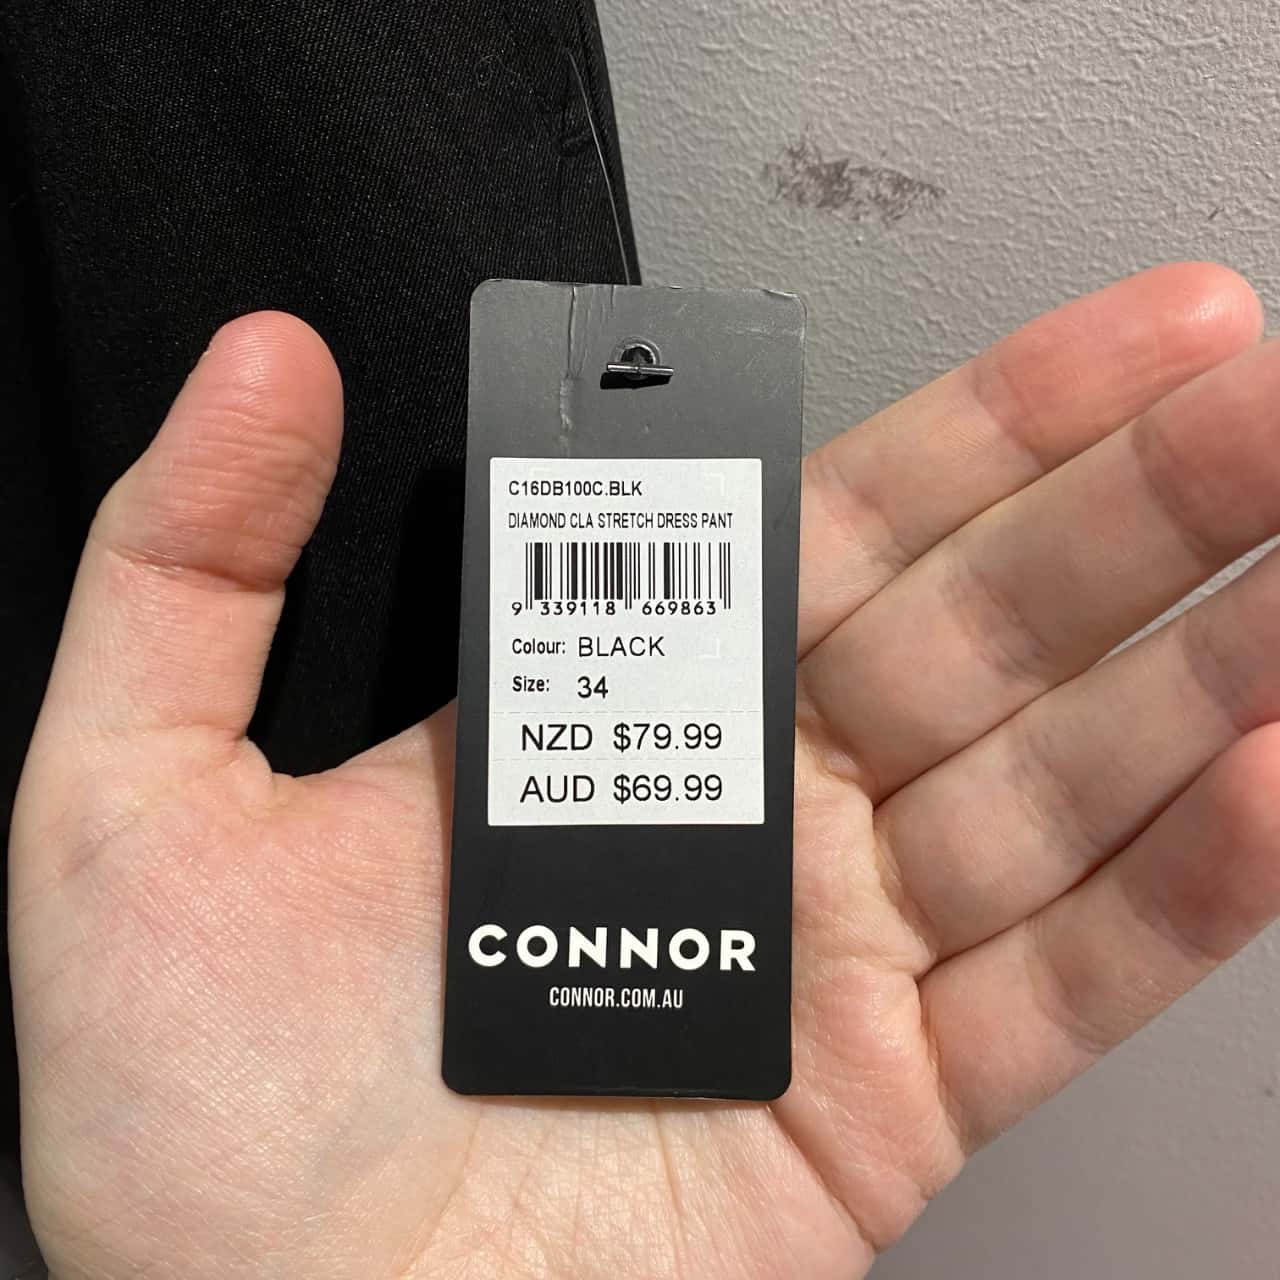 C16DB100C.BLK
DIAMOND CLA STRETCH DRESS PANT
9 339118 669863
Colour: BLACK
Size: 34
NZD $79.99
AUD $69.99
CONNOR
CONNOR.COM.AU